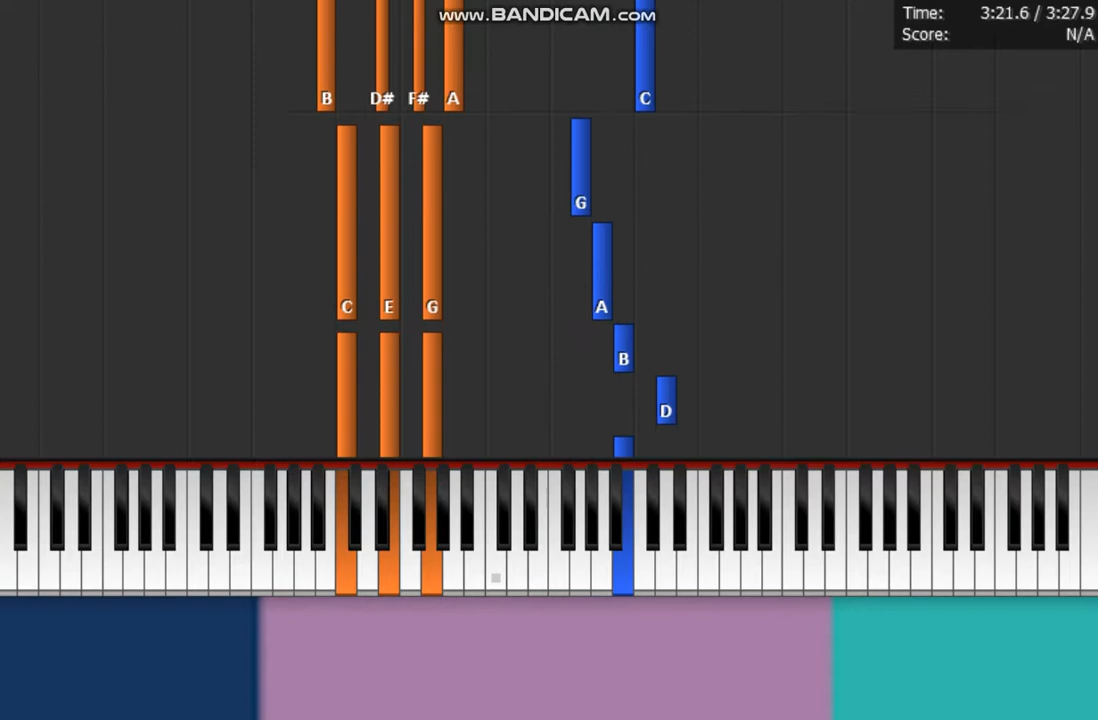 www.BANDICAM.com
Time: 3:21.6 / 3:27.9
Score: N/A
B D# F# A C
G
A
C E G
B
D